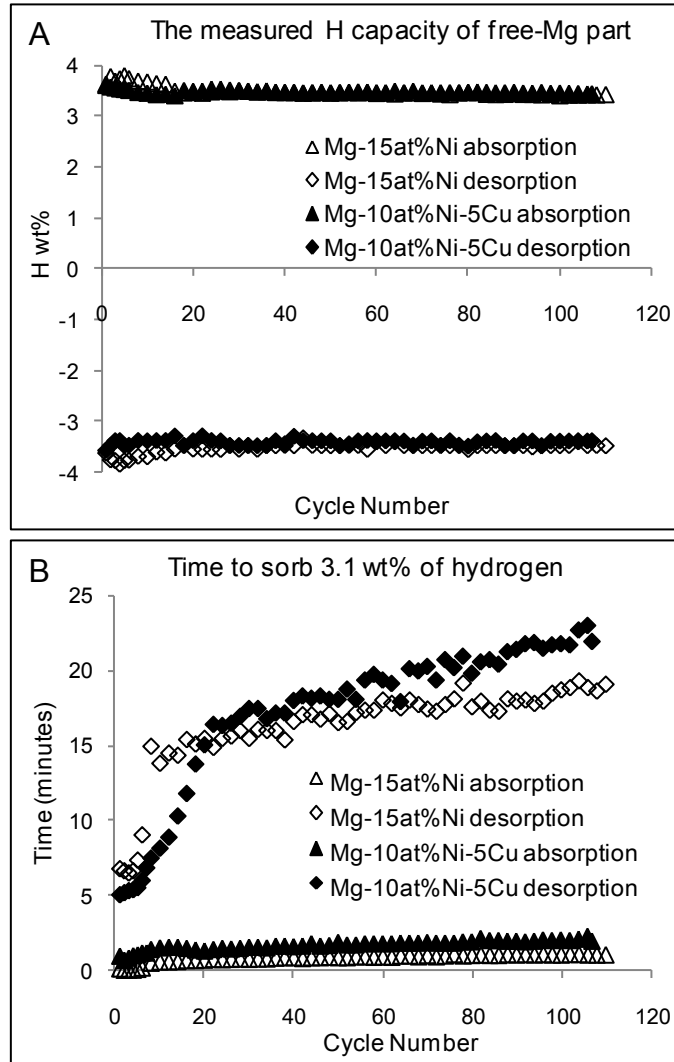 A
The measured H capacity of free-Mg part
H wt%
4
3
2
1
0
-1
-2
-3
-4
0 20 40 60 80 100 120
Mg-15at%Ni absorption
Mg-15at%Ni desorption
Mg-10at%Ni-5Cu absorption
Mg-10at%Ni-5Cu desorption
Cycle Number
B
Time to sorb 3.1 wt% of hydrogen
Time (minutes)
25
20
15
10
5
0
Mg-15at%Ni absorption
Mg-15at%Ni desorption
Mg-10at%Ni-5Cu absorption
Mg-10at%Ni-5Cu desorption
0 20 40 60 80 100 120
Cycle Number